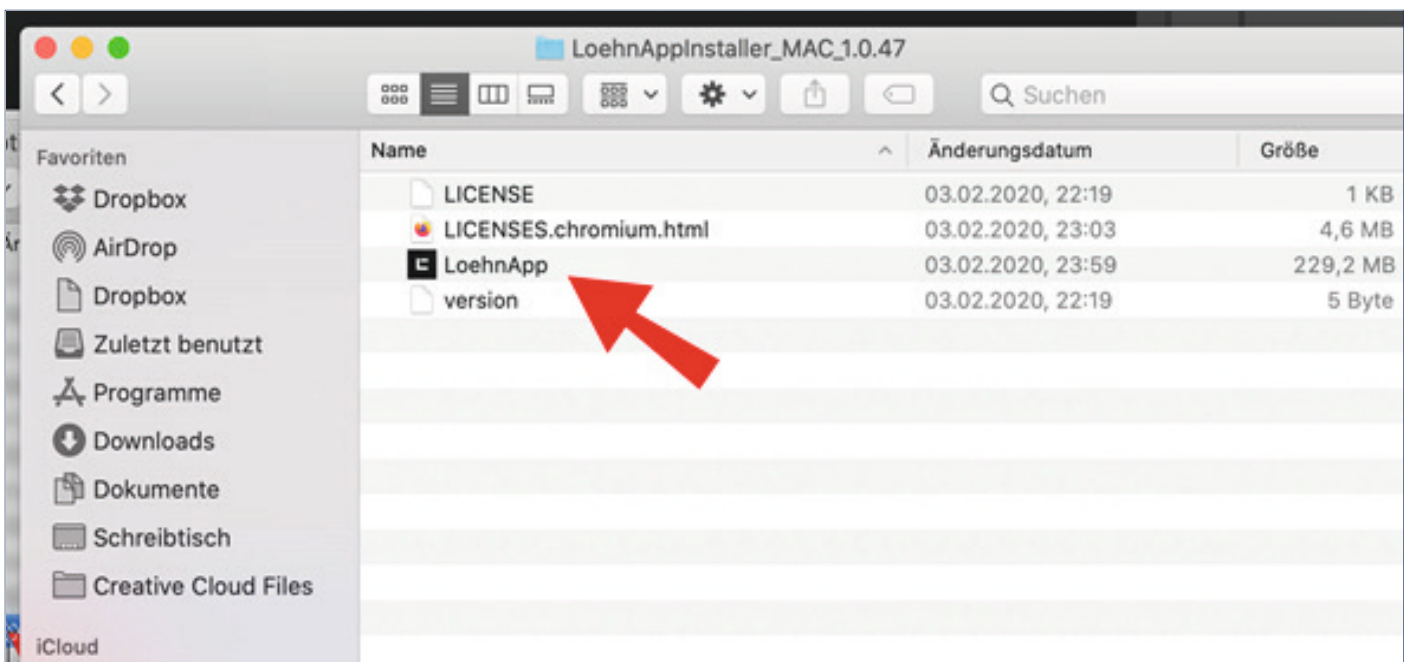 LoehnAppInstaller_MAC_1.0.47
Suchen
Favoriten
Dropbox
AirDrop
Dropbox
Zuletzt benutzt
Programme
Downloads
Dokumente
Schreibtisch
Creative Cloud Files
iCloud
Name Änderungsdatum Größe
LICENSE 03.02.2020, 22:19 1 KB
LICENSES.chromium.html 03.02.2020, 23:03 4,6 MB
LoehnApp 03.02.2020, 23:59 229,2 MB
version 03.02.2020, 22:19 5 Byte